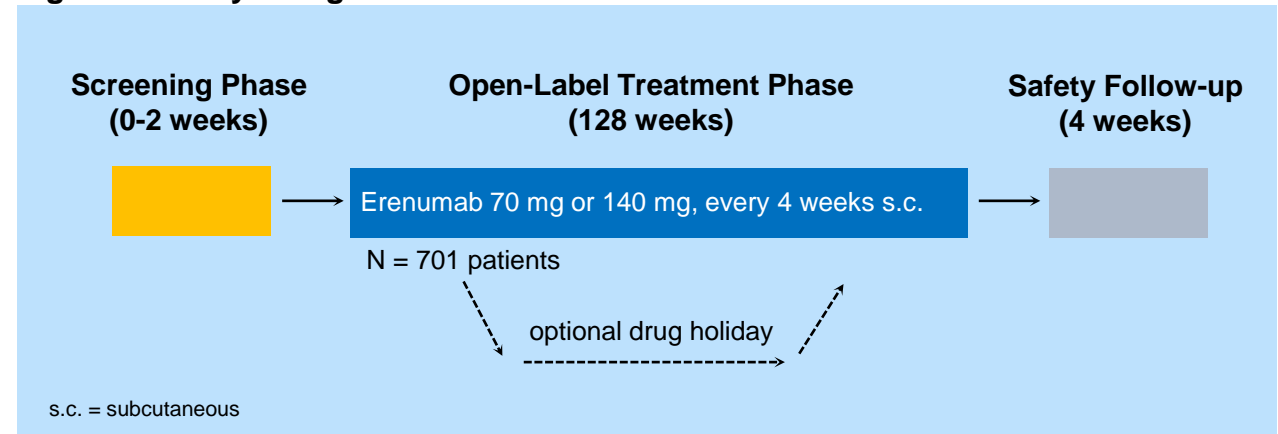 Screening Phase
(0-2 weeks)
Open-Label Treatment Phase
(128 weeks)
Safety Follow-up
(4 weeks)
Erenumab 70 mg or 140 mg, every 4 weeks s.c.
N = 701 patients
optional drug holiday
s.c. = subcutaneous